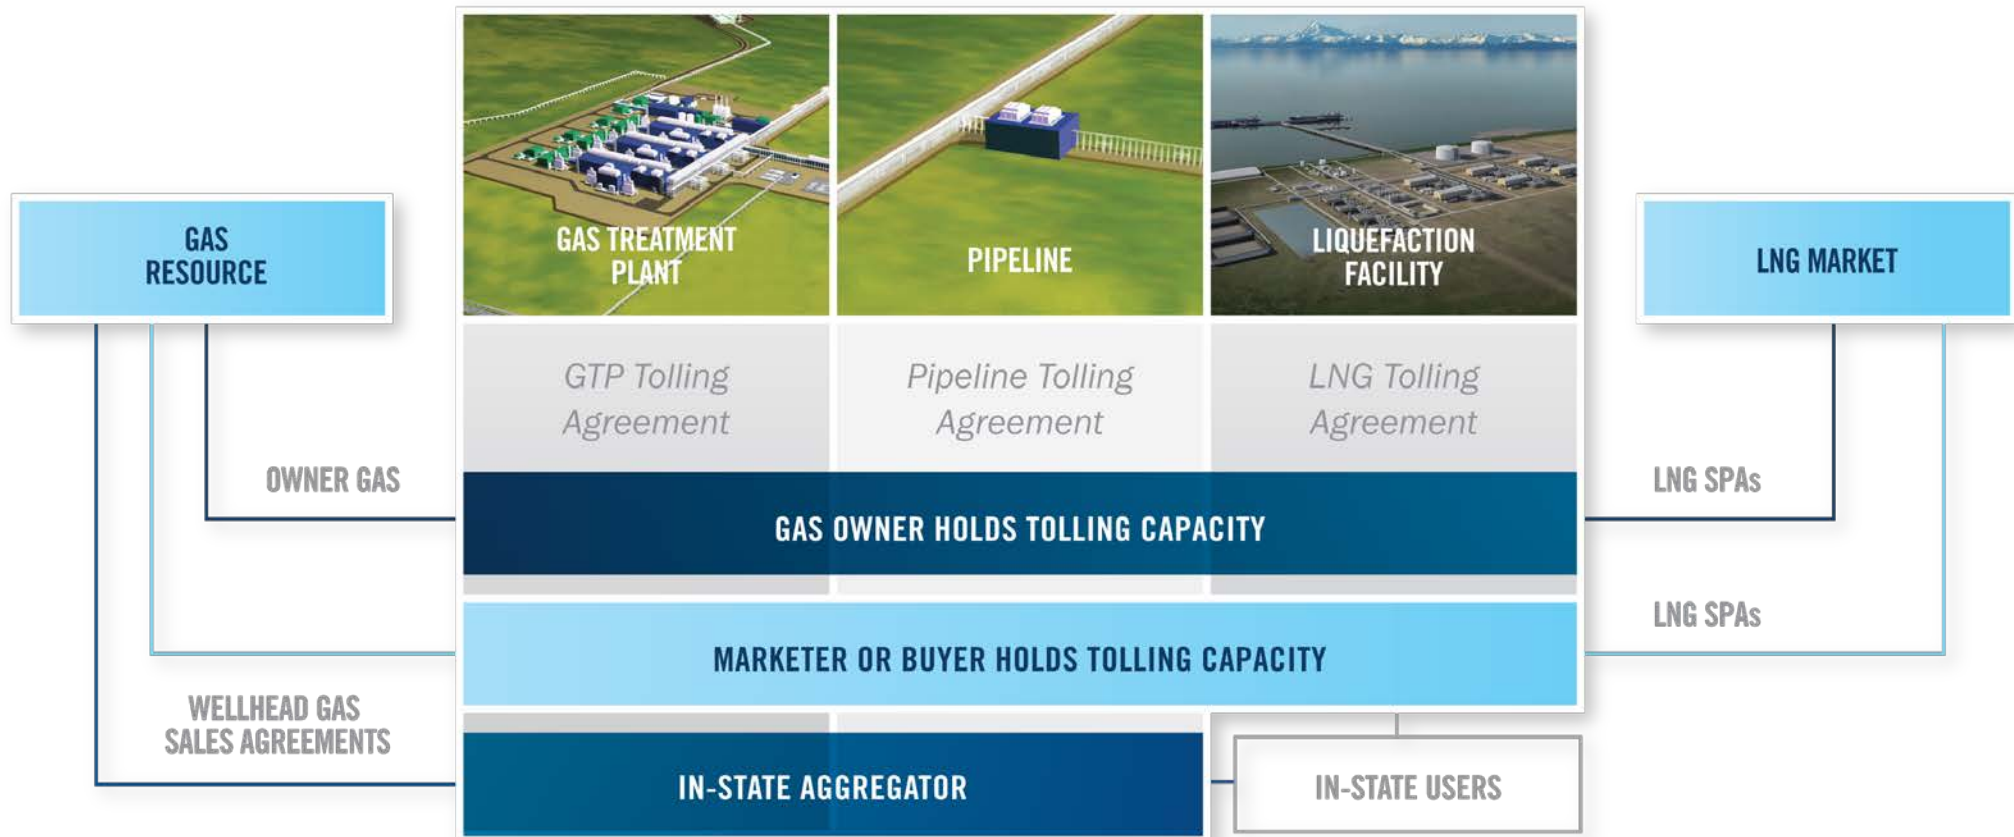 GAS
RESOURCE
GAS TREATMENT
PLANT
PIPELINE
LIQUEFACTION
FACILITY
LNG MARKET
GTP Tolling
Agreement
Pipeline Tolling
Agreement
LNG Tolling
Agreement
OWNER GAS
LNG SPAs
GAS OWNER HOLDS TOLLING CAPACITY
LNG SPAs
MARKETER OR BUYER HOLDS TOLLING CAPACITY
WELLHEAD GAS
SALES AGREEMENTS
IN-STATE AGGREGATOR
IN-STATE USERS